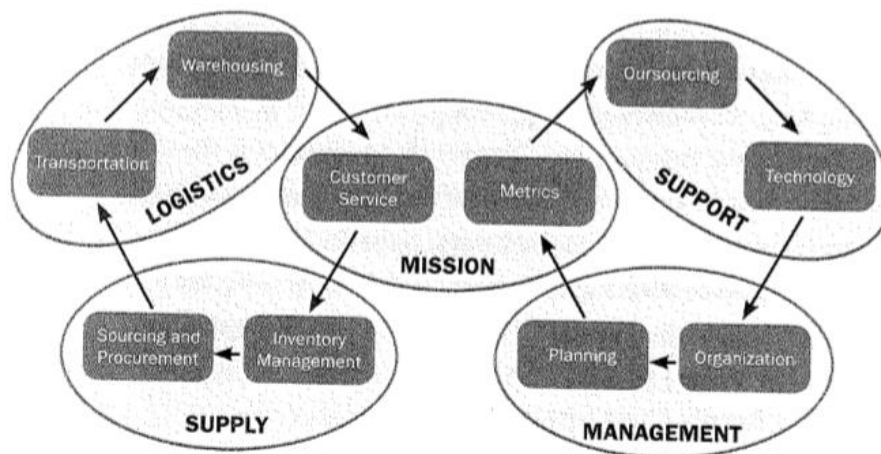 Warehousing
Transportation
LOGISTICS
Customer
Service
Metrics
MISSION
Oursourcing
Technology
SUPPORT
Sourcing and
Procurement
Inventory
Management
SUPPLY
Planning
Organization
MANAGEMENT